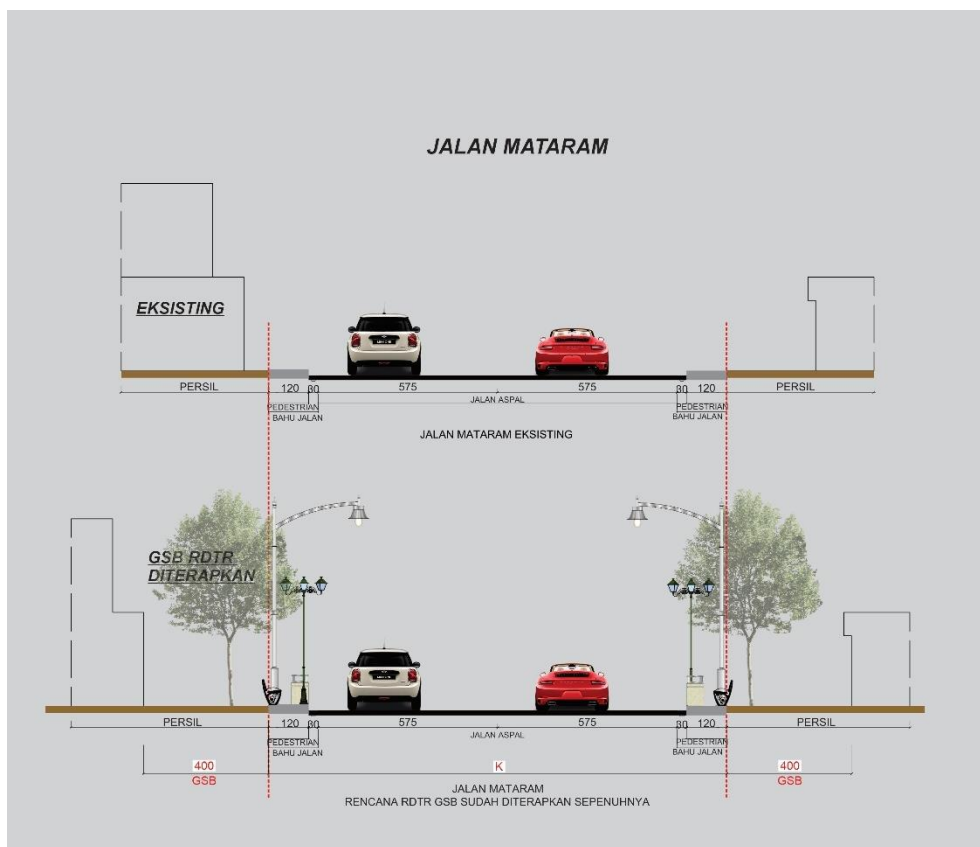 JALAN MATARAM
EKSISTING
PERSIL 120 30 575 575 30 120 PERSIL
JALAN ASPAL
PEDESTRIAN PEDESTRIAN
BAHU JALAN BAHU JALAN
JALAN MATARAM EKSISTING
GSB RDTR
DITERAPKAN
PERSIL 120 30 575 575 30 120 PERSIL
JALAN ASPAL
PEDESTRIAN PEDESTRIAN
BAHU JALAN BAHU JALAN
400 K 400
GSB GSB
JALAN MATARAM
RENCANA RDTR GSB SUDAH DITERAPKAN SEPENUHNYA